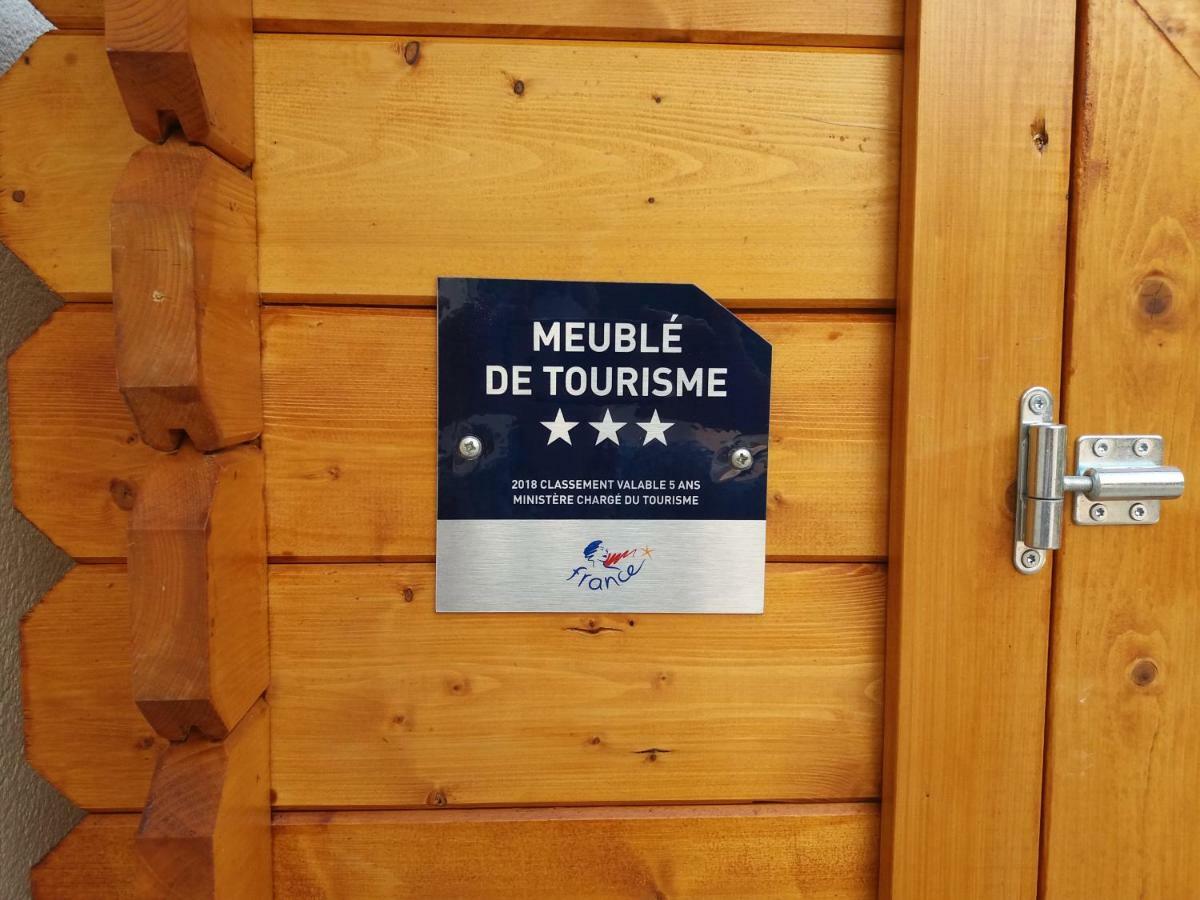 MEUBLÉ
DE TOURISME
2018 CLASSEMENT VALABLE 5 ANS
MINISTÈRE CHARGÉ DU TOURISME
france